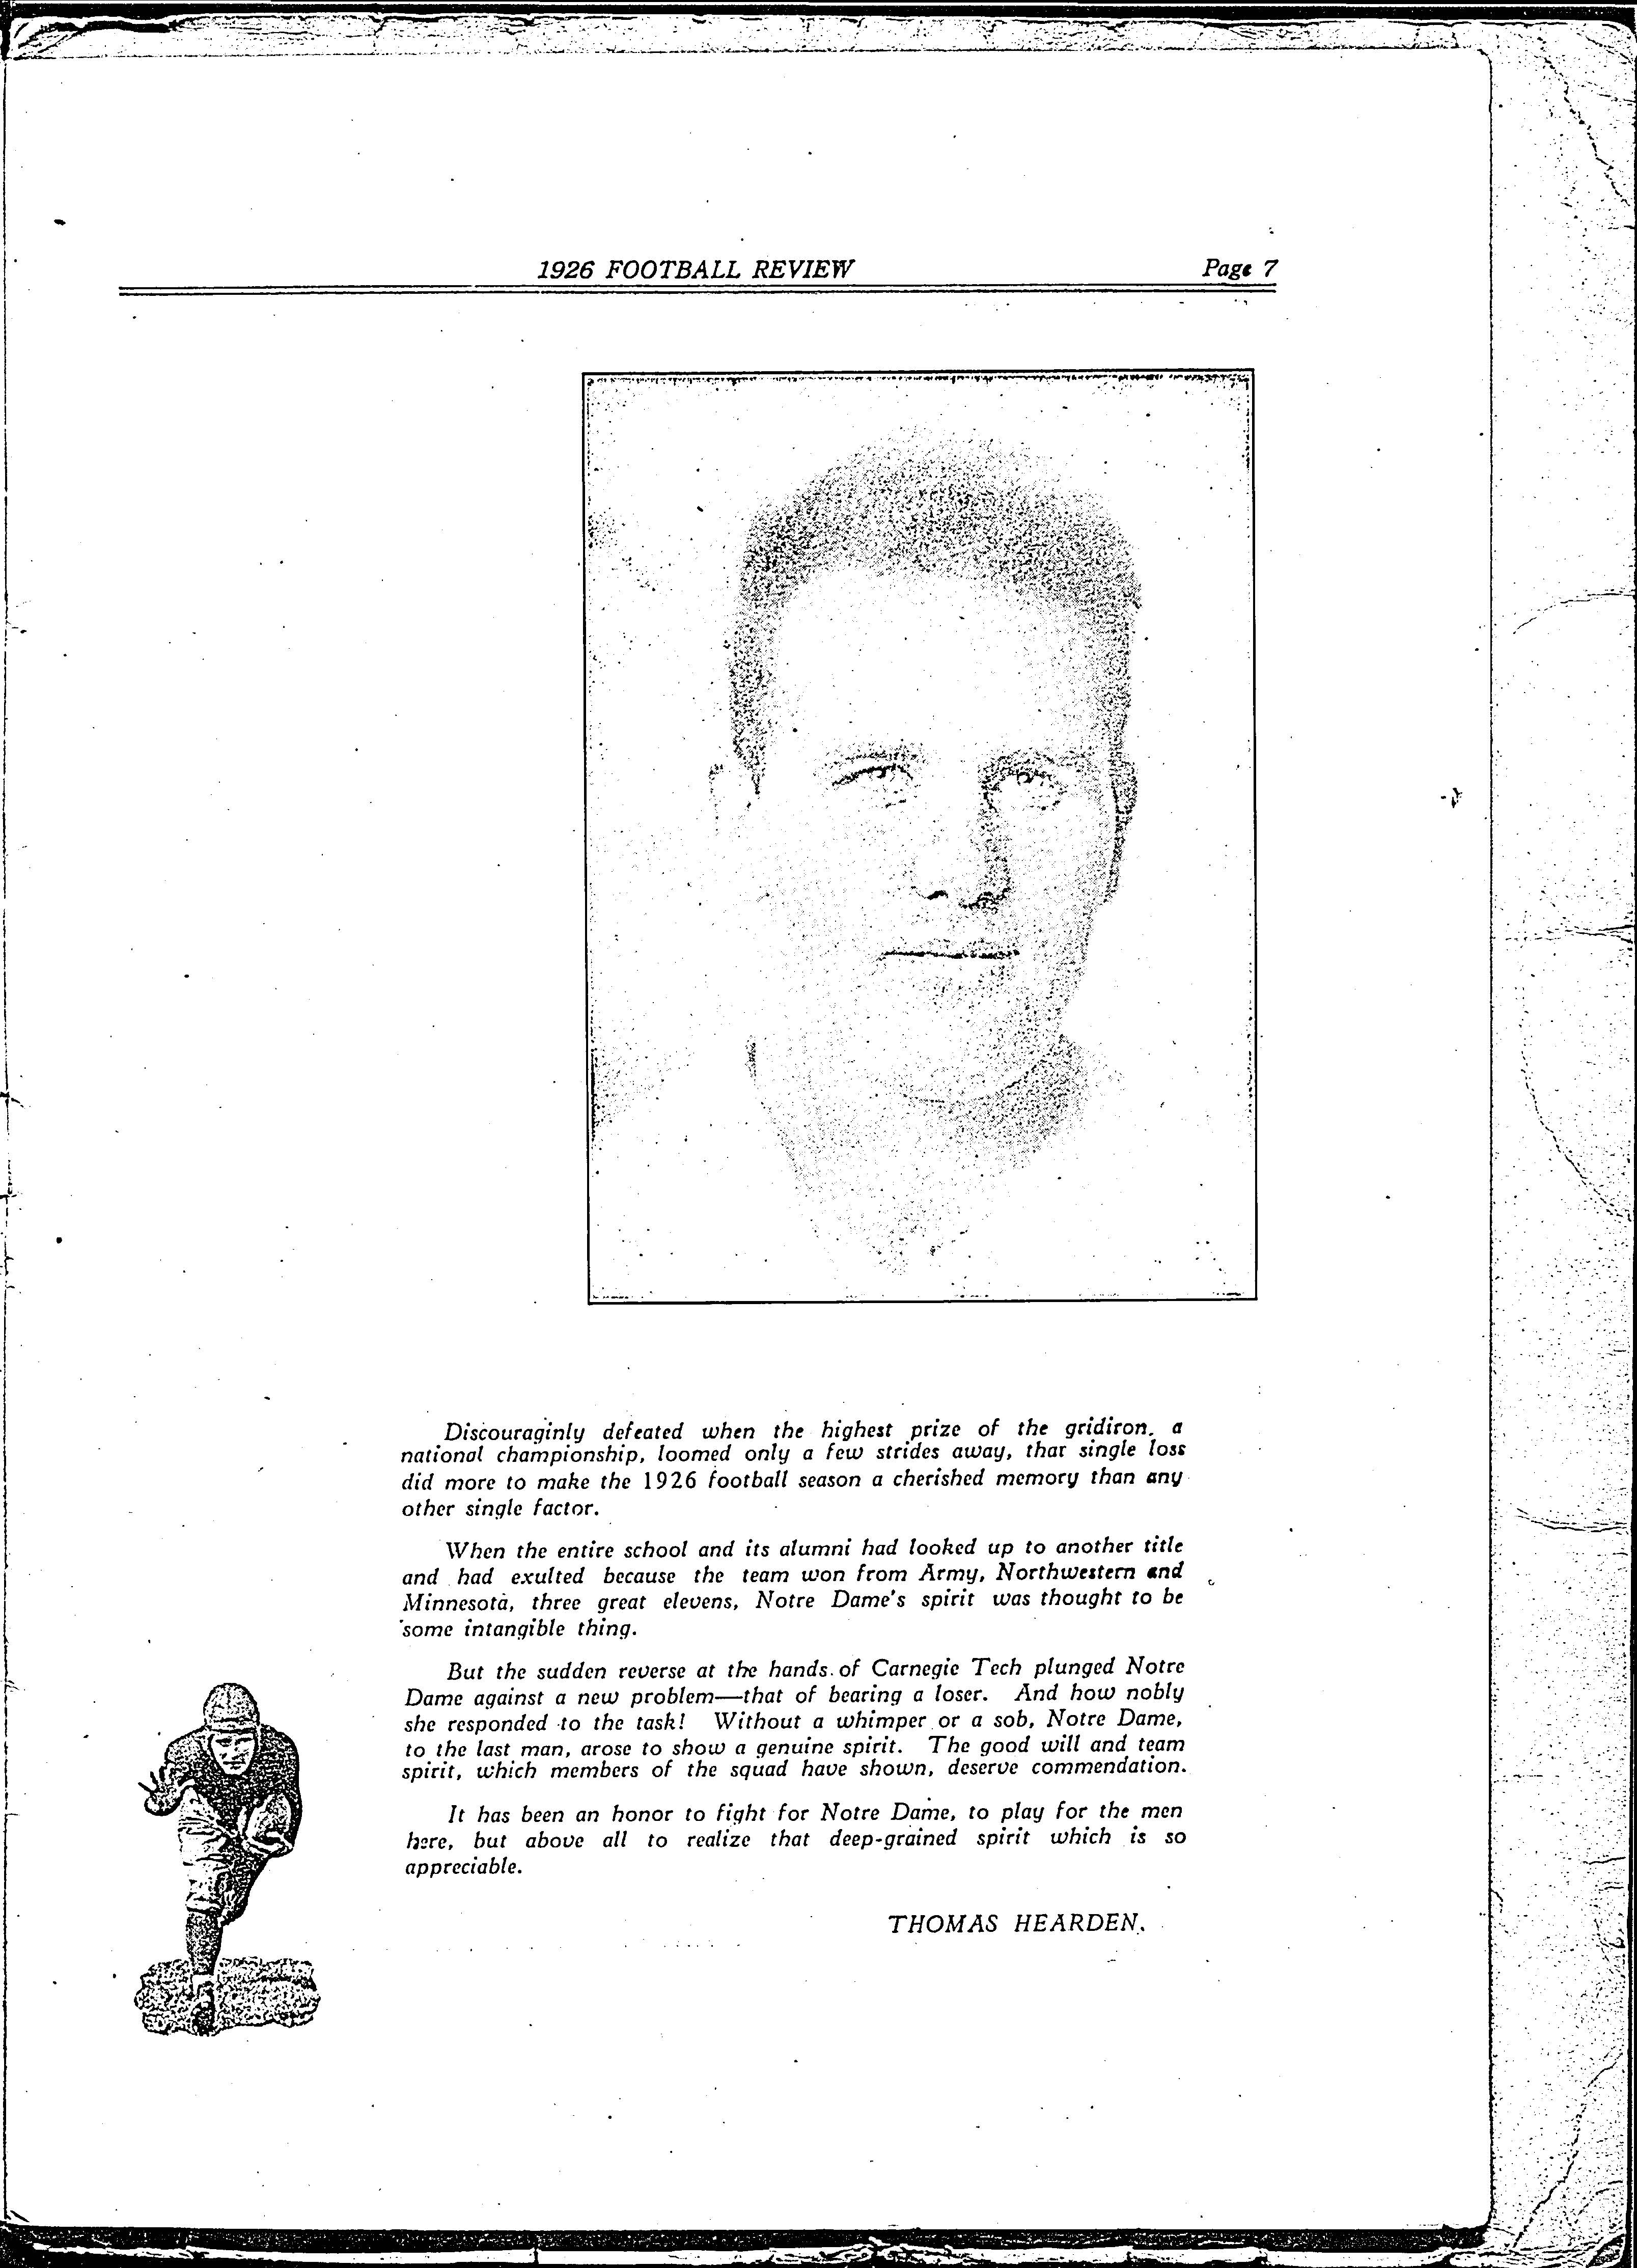 1926 FOOTBALL REVIEW
Page 7
Discouraginly defeated when the highest prize of the gridiron, a
national championship, loomed only a few strides away, that single loss
did more to make the 1926 football season a cherished memory than any
other single factor.
When the entire school and its alumni had looked up to another title
and had exulted because the team won from Army, Northwestern and
Minnesota, three great elevens, Notre Dame's spirit was thought to be
some intangible thing.
But the sudden reverse at the hands of Carnegie Tech plunged Notre
Dame against a new problem—that of bearing a loser. And how nobly
she responded to the task! Without a whimper or a sob, Notre Dame,
to the last man, arose to show a genuine spirit. The good will and team
spirit, which members of the squad have shown, deserve commendation.
It has been an honor to fight for Notre Dame, to play for the men
here, but above all to realize that deep-grained spirit which is so
appreciable.
THOMAS HEARDEN.